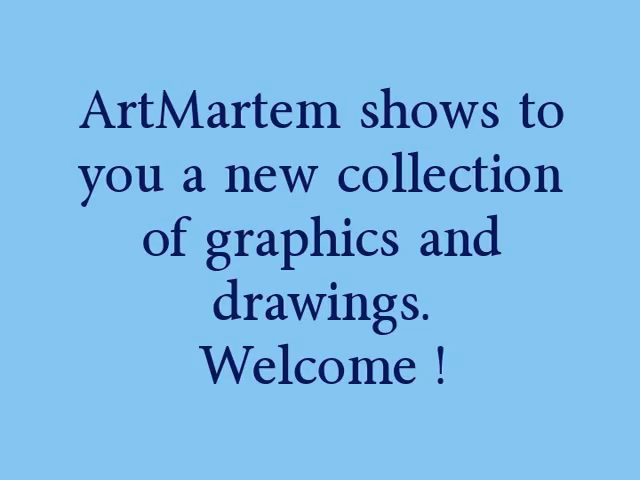 ArtMartem shows to
you a new collection
of graphics and
drawings.
Welcome !